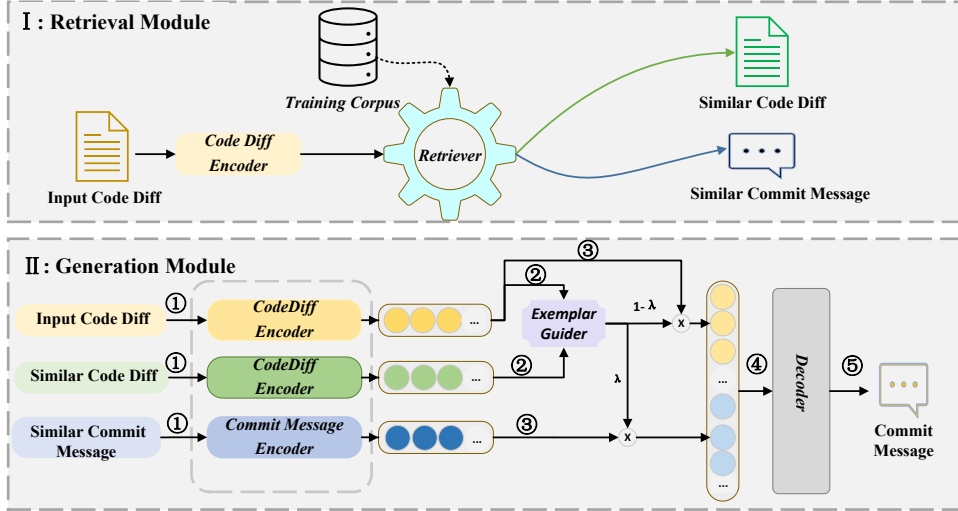 Ⅰ: Retrieval Module
Training Corpus
Code Diff
Encoder
Retriever
Input Code Diff
Similar Code Diff
Similar Commit Message
Ⅱ: Generation Module
③
②
①
Input Code Diff
CodeDiff
Encoder
...
Exemplar
Guider
1- λ
x
①
Similar Code Diff
CodeDiff
Encoder
...
②
λ
...
④
Decoder
⑤
①
Similar Commit
Message
Commit Message
Encoder
...
③
x
...
Commit
Message